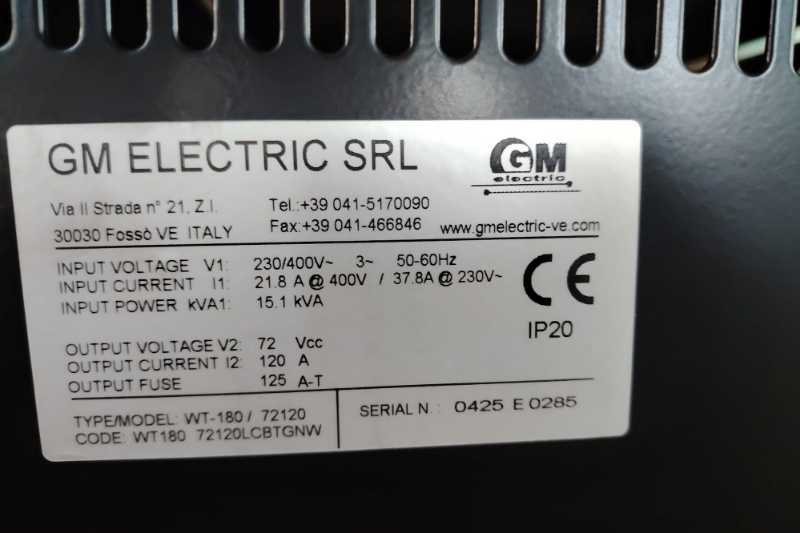 GM ELECTRIC SRL
GM
electric
Via II Strada n° 21, Z.I.
30030 Fossò VE ITALY
Tel.:+39 041-5170090
Fax:+39 041-466846
www.gmelectric-ve.com
INPUT VOLTAGE V1: 230/400V~ 3~ 50-60Hz
INPUT CURRENT I1: 21.8 A @ 400V / 37.8A @ 230V~
INPUT POWER kVA1: 15.1 kVA
CE
IP20
OUTPUT VOLTAGE V2: 72 Vcc
OUTPUT CURRENT I2: 120 A
OUTPUT FUSE 125 A-T
TYPE/MODEL: WT-180 / 72120
CODE: WT180 72120LCBTGNW
SERIAL N.: 0425 E 0285